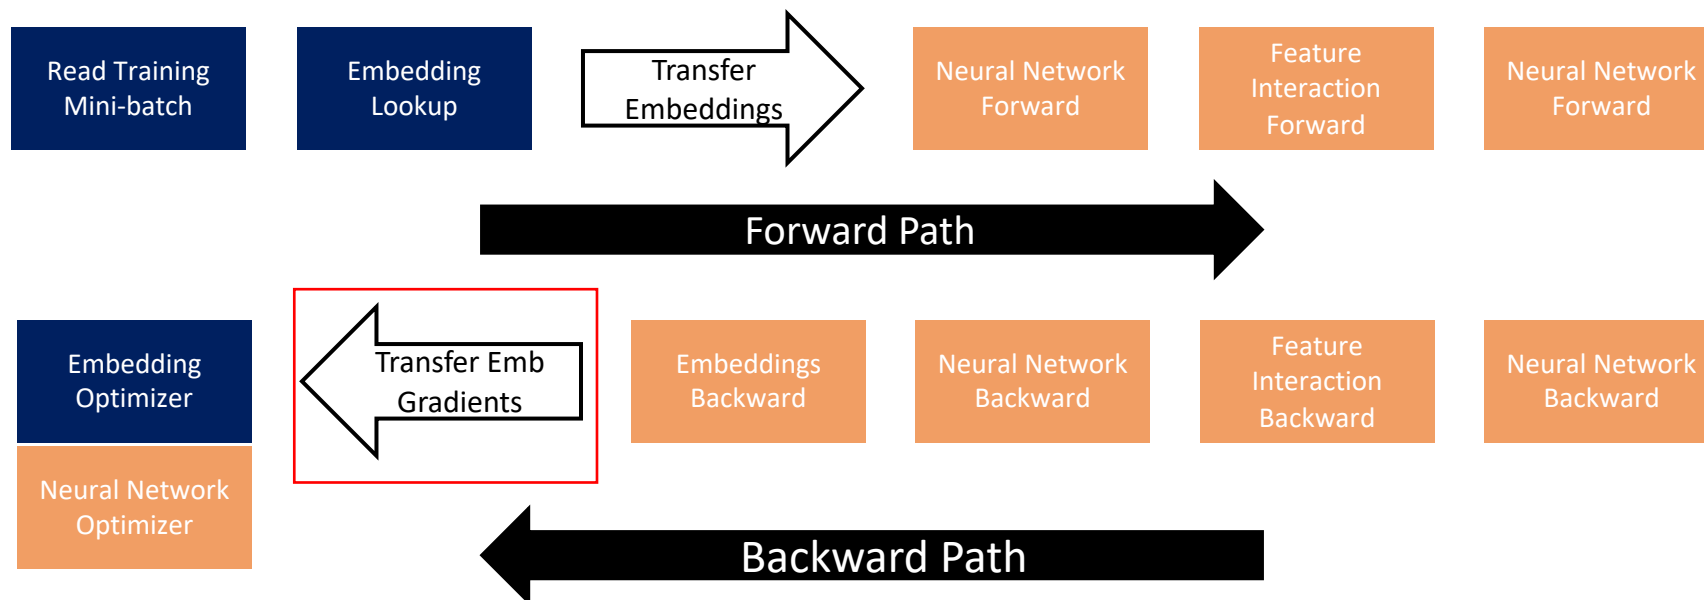 Read Training
Mini-batch
Embedding
Lookup
Transfer
Embeddings
Neural Network
Forward
Feature
Interaction
Forward
Neural Network
Forward
Forward Path
Embedding
Optimizer
Transfer Emb
Gradients
Embeddings
Backward
Neural Network
Backward
Feature
Interaction
Backward
Neural Network
Backward
Neural Network
Optimizer
Backward Path